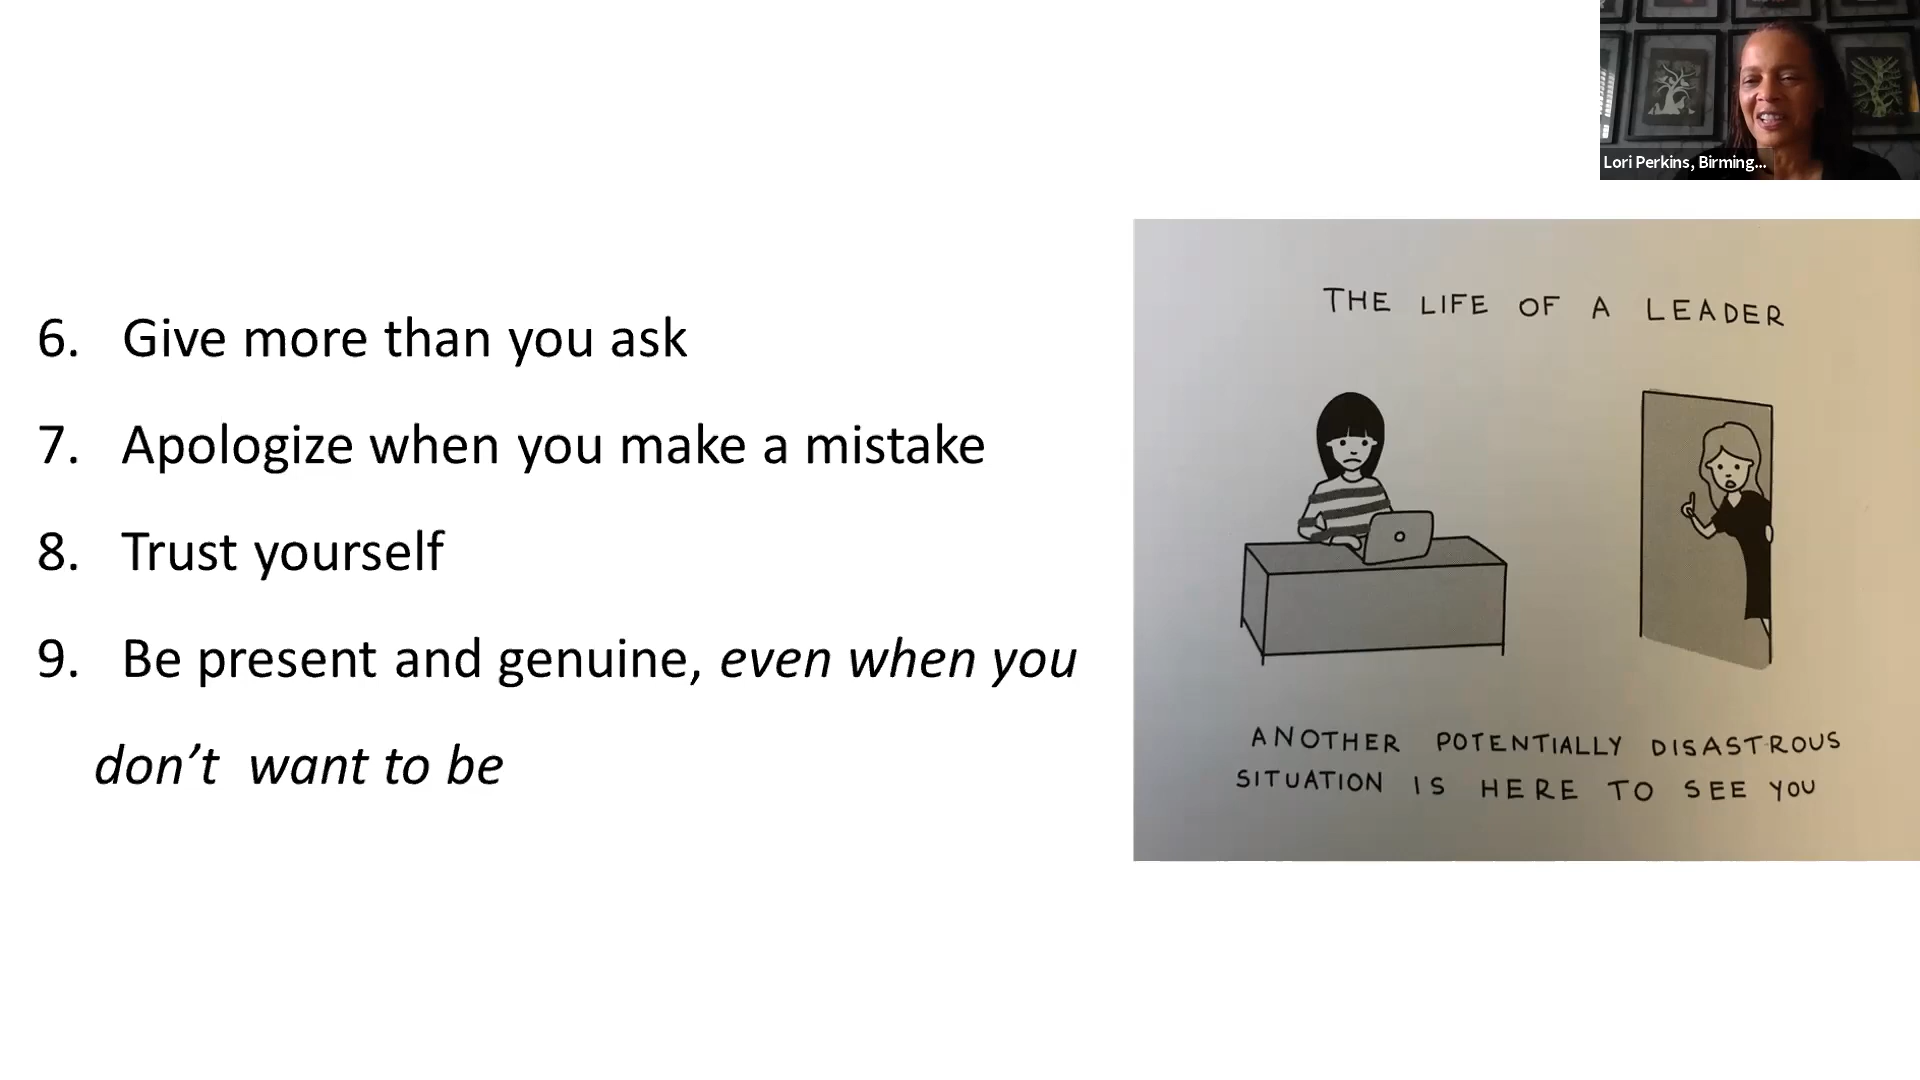 Lori Perkins, Birming...
6. Give more than you ask
7. Apologize when you make a mistake
8. Trust yourself
9. Be present and genuine, even when you
don’t want to be
THE LIFE OF A LEADER
ANOTHER POTENTIALLY DISASTROUS
SITUATION IS HERE TO SEE YOU